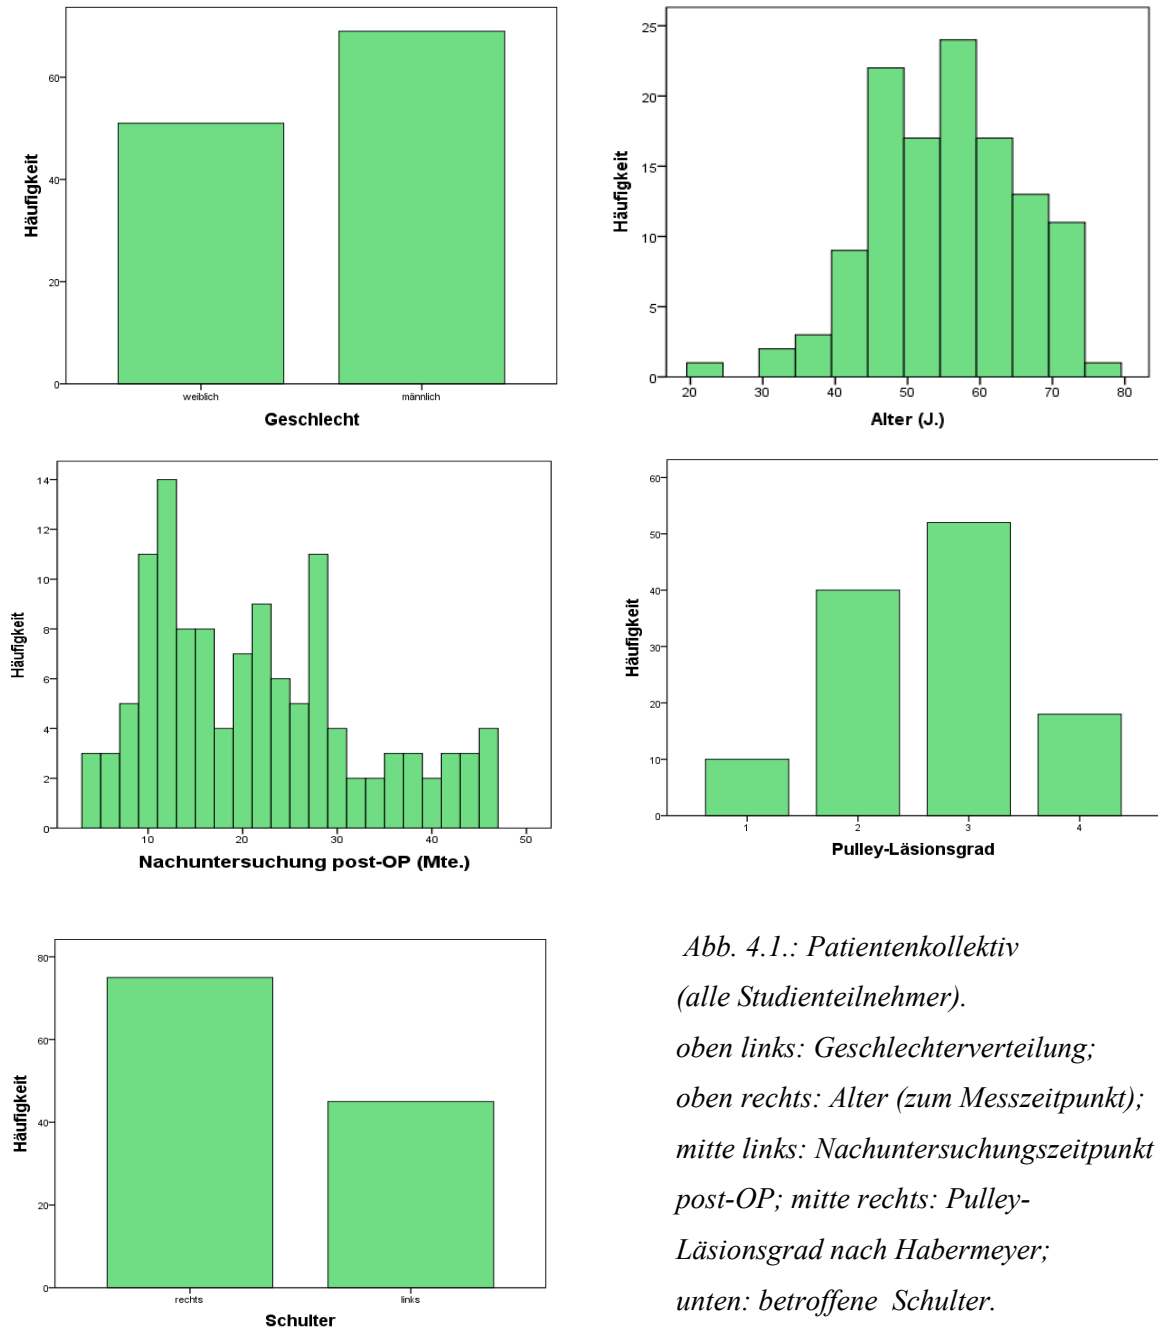 Häufigkeit
60
40
20
0
weiblich männlich
Geschlecht
Häufigkeit
25
20
15
10
5
0
20 30 40 50 60 70 80
Alter (J.)
Häufigkeit
14
12
10
8
6
4
2
0
10 20 30 40 50
Nachuntersuchung post-OP (Mte.)
Häufigkeit
60
50
40
30
20
10
0
1 2 3 4
Pulley-Läsionsgrad
Häufigkeit
80
60
40
20
0
rechts links
Schulter
Abb. 4.1.: Patientenkollektiv
(alle Studienteilnehmer).
oben links: Geschlechterverteilung;
oben rechts: Alter (zum Messzeitpunkt);
mitte links: Nachuntersuchungszeitpunkt
post-OP; mitte rechts: Pulley-
Läsionsgrad nach Habermeyer;
unten: betroffene Schulter.